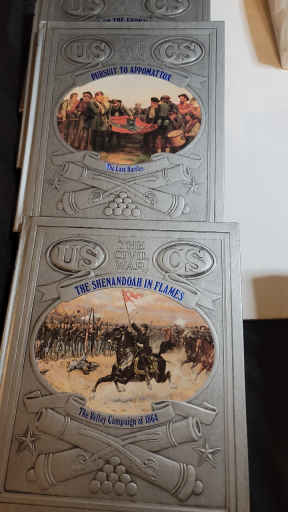 US
CS
PURSUIT TO APPOMATTOX
The Last Battles
US
THE
CIVIL
WAR
CS
THE SHENANDOAH IN FLAMES
The Valley Campaign of 1864